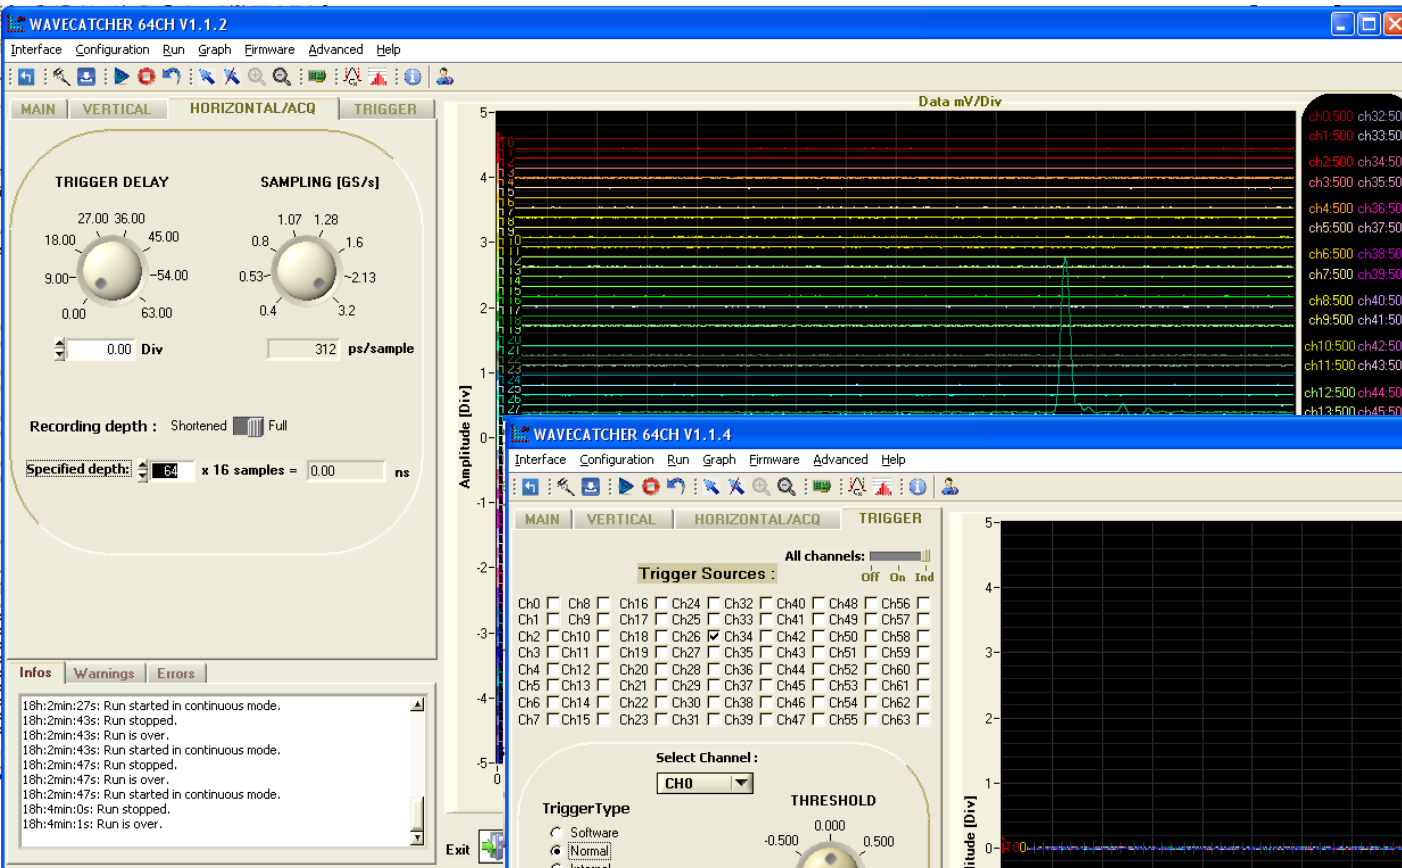 WAVECATCHER 64CH V1.1.2
Interface Configuration Run Graph Firmware Advanced Help
MAIN VERTICAL HORIZONTAL/ACQ TRIGGER
TRIGGER DELAY SAMPLING [GS/s]
27.00 36.00 1.07 1.28
18.00 45.00 0.8 1.6
9.00 54.00 0.53 2.13
0.00 63.00 0.4 3.2
0.00 Div 312 ps/sample
Recording depth : Shortened Full
Specified depth: 64 x 16 samples = 0.00 ns
Infos Warnings Errors
18h:2min:27s: Run started in continuous mode.
18h:2min:43s: Run stopped.
18h:2min:43s: Run is over.
18h:2min:43s: Run started in continuous mode.
18h:2min:47s: Run stopped.
18h:2min:47s: Run is over.
18h:2min:47s: Run started in continuous mode.
18h:4min:0s: Run stopped.
18h:4min:1s: Run is over.
Data mV/Div
5
4
3
2
1
0
-1
-2
-3
-4
-5
0
Amplitude [Div]
Exit
ch0:500 ch32:50
ch1:500 ch33:50
ch2:500 ch34:50
ch3:500 ch35:50
ch4:500 ch36:50
ch5:500 ch37:50
ch6:500 ch38:50
ch7:500 ch39:50
ch8:500 ch40:50
ch9:500 ch41:50
ch10:500 ch42:50
ch11:500 ch43:50
ch12:500 ch44:50
ch13:500 ch45:50
WAVECATCHER 64CH V1.1.4
Interface Configuration Run Graph Firmware Advanced Help
MAIN VERTICAL HORIZONTAL/ACQ TRIGGER
All channels:
Trigger Sources : Off On Ind
Ch0 Ch8 Ch16 Ch24 Ch32 Ch40 Ch48 Ch56
Ch1 Ch9 Ch17 Ch25 Ch33 Ch41 Ch49 Ch57
Ch2 Ch10 Ch18 Ch26 Ch34 Ch42 Ch50 Ch58
Ch3 Ch11 Ch19 Ch27 Ch35 Ch43 Ch51 Ch59
Ch4 Ch12 Ch20 Ch28 Ch36 Ch44 Ch52 Ch60
Ch5 Ch13 Ch21 Ch29 Ch37 Ch45 Ch53 Ch61
Ch6 Ch14 Ch22 Ch30 Ch38 Ch46 Ch54 Ch62
Ch7 Ch15 Ch23 Ch31 Ch39 Ch47 Ch55 Ch63
Select Channel :
CH0
TriggerType THRESHOLD
Software 0.000
Normal -0.500 0.500
5
4
3
2
1
0